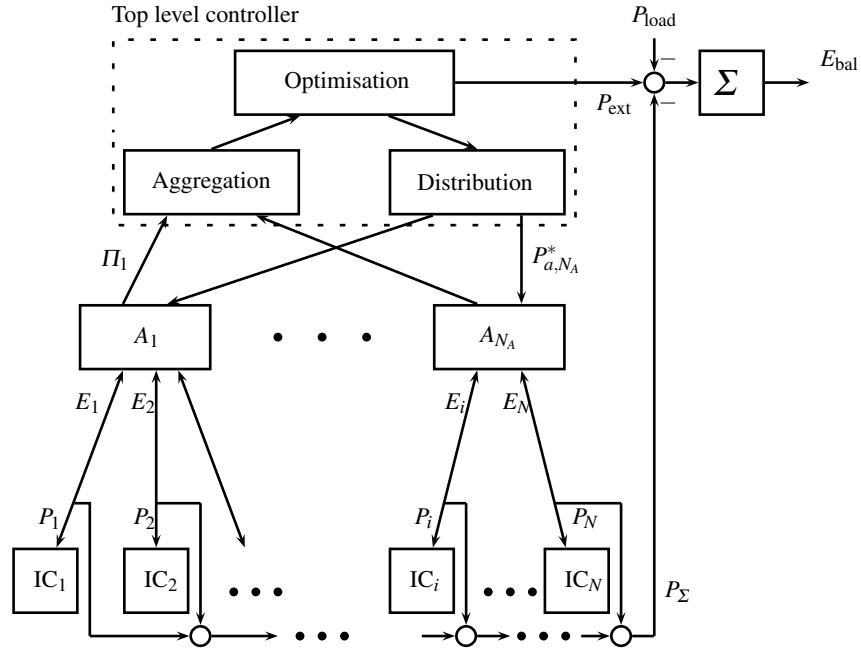 Top level controller
P_load
Optimisation
−
Σ
E_bal
P_ext
−
Aggregation
Distribution
Π_1
P*_{a,N_A}
A_1
A_{N_A}
E_1
E_2
E_i
E_N
P_1
P_2
P_i
P_N
IC_1
IC_2
IC_i
IC_N
P_Σ